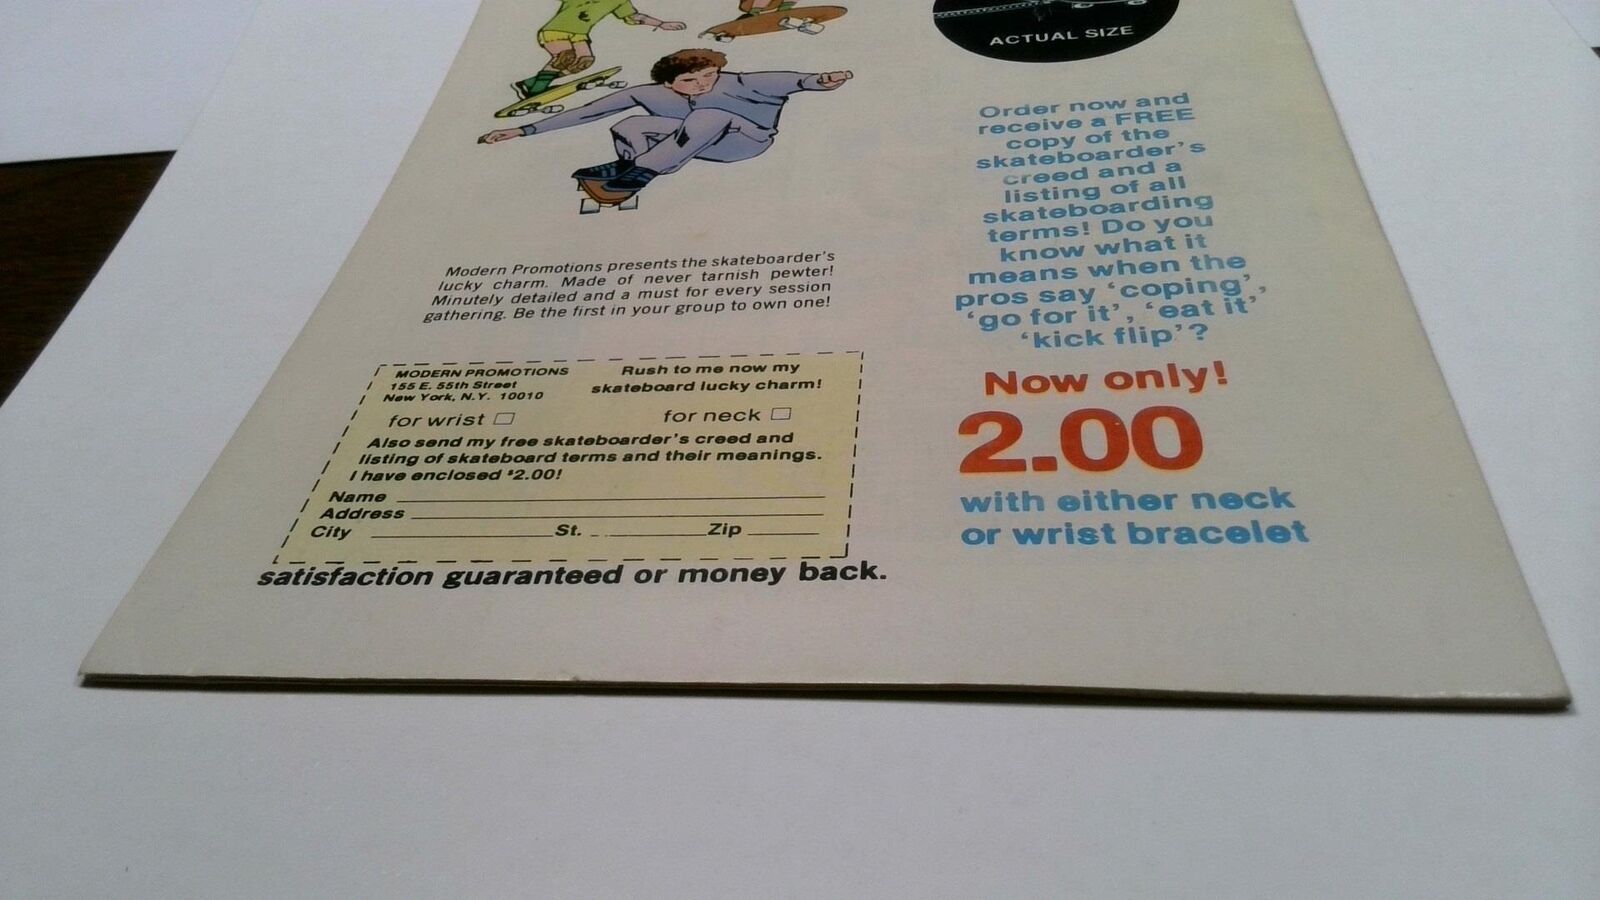 ACTUAL SIZE
Order now and
receive a FREE
copy of the
skateboarder's
creed and a
listing of all
skateboarding
terms! Do you
know what it
means when the
pros say 'coping',
'go for it', 'eat it'
'kick flip'?
Now only!
2.00
with either neck
or wrist bracelet
Modern Promotions presents the skateboarder's
lucky charm. Made of never tarnish pewter!
Minutely detailed and a must for every session
gathering. Be the first in your group to own one!
MODERN PROMOTIONS
155 E. 55th Street
New York, N.Y. 10010
Rush to me now my
skateboard lucky charm!
for wrist
for neck
Also send my free skateboarder's creed and
listing of skateboard terms and their meanings.
I have enclosed $2.00!
Name
Address
City St. Zip
satisfaction guaranteed or money back.